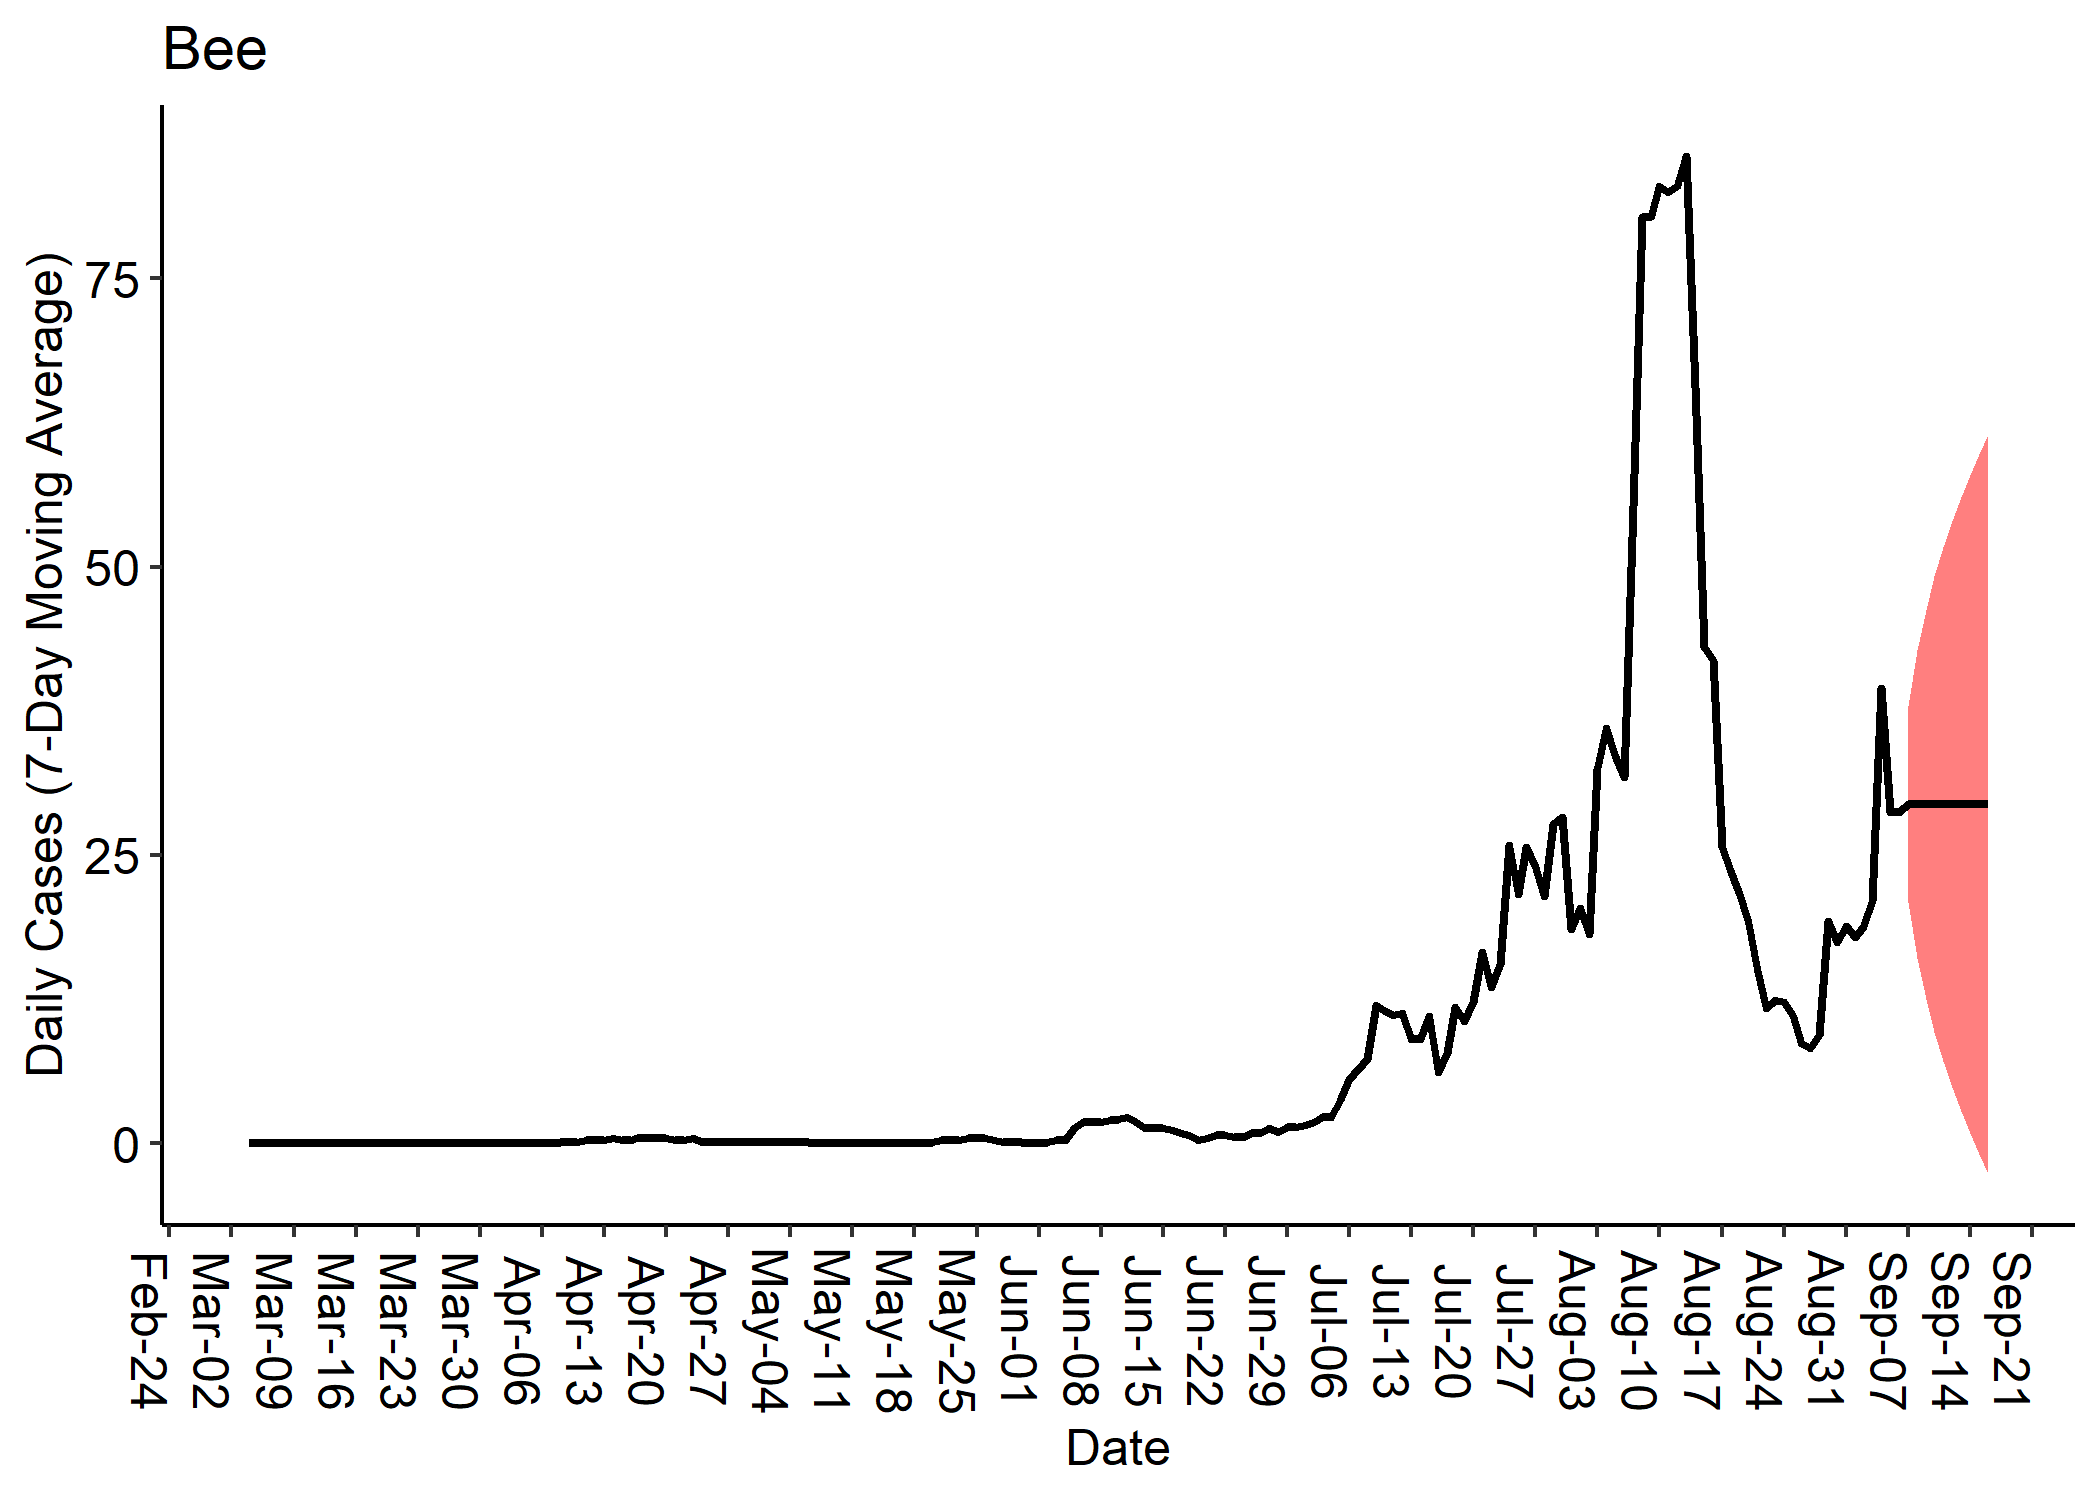 Bee
Daily Cases (7-Day Moving Average)
75
50
25
0
Feb-24
Mar-02
Mar-09
Mar-16
Mar-23
Mar-30
Apr-06
Apr-13
Apr-20
Apr-27
May-04
May-11
May-18
May-25
Jun-01
Jun-08
Jun-15
Jun-22
Jun-29
Jul-06
Jul-13
Jul-20
Jul-27
Aug-03
Aug-10
Aug-17
Aug-24
Aug-31
Sep-07
Sep-14
Sep-21
Date